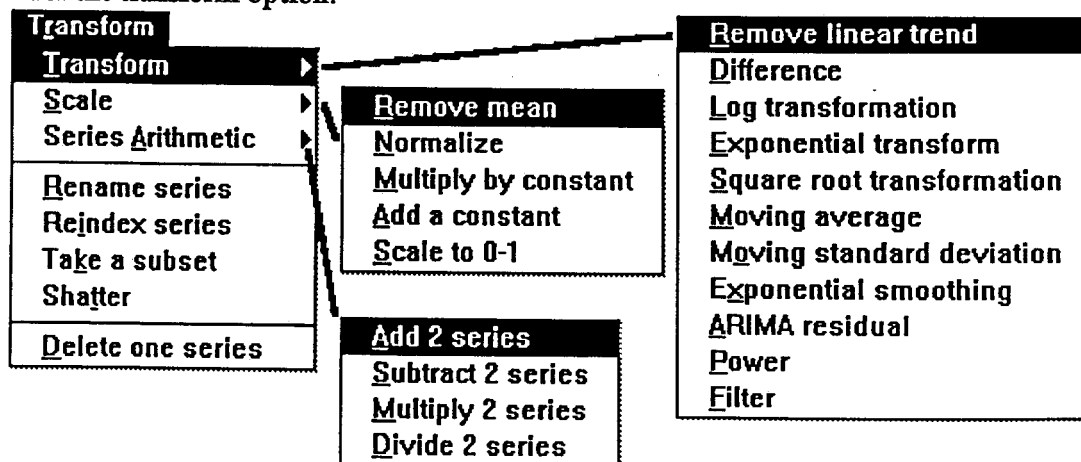 the transform option.
Transform
Transform
Scale
Series Arithmetic
Rename series
Reindex series
Take a subset
Shatter
Delete one series
Remove mean
Normalize
Multiply by constant
Add a constant
Scale to 0-1
Add 2 series
Subtract 2 series
Multiply 2 series
Divide 2 series
Remove linear trend
Difference
Log transformation
Exponential transform
Square root transformation
Moving average
Moving standard deviation
Exponential smoothing
ARIMA residual
Power
Filter